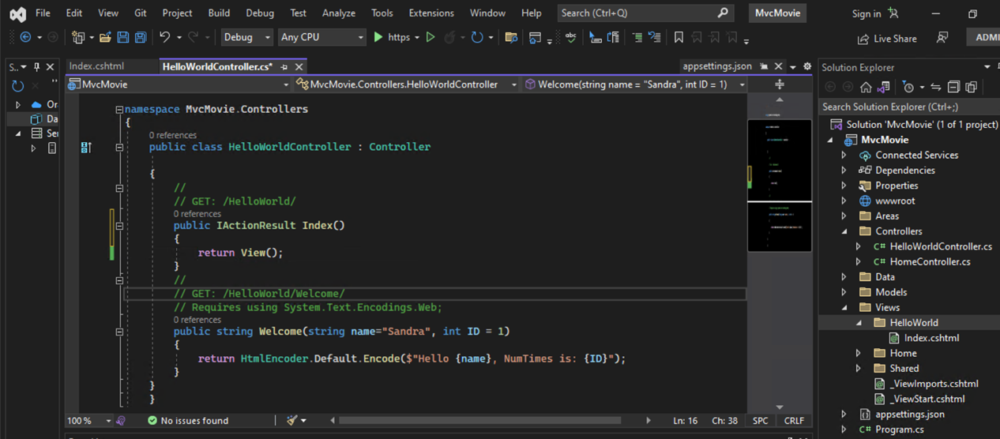 File Edit View Git Project Build Debug Test Analyze Tools Extensions Window Help Search (Ctrl+Q) MvcMovie Sign in
Debug Any CPU https Live Share ADMI
S.. Index.cshtml HelloWorldController.cs* appsettings.json Solution Explorer
MvcMovie MvcMovie.Controllers.HelloWorldController Welcome(string name = "Sandra", int ID = 1)
Search Solution Explorer (Ctrl+;)
Or
Da
Ser
namespace MvcMovie.Controllers
{
0 references
public class HelloWorldController : Controller
{
//
// GET: /HelloWorld/
0 references
public IActionResult Index()
{
return View();
}
//
// GET: /HelloWorld/Welcome/
// Requires using System.Text.Encodings.Web;
0 references
public string Welcome(string name="Sandra", int ID = 1)
{
return HtmlEncoder.Default.Encode($"Hello {name}, NumTimes is: {ID}");
}
}
}
Solution 'MvcMovie' (1 of 1 project)
MvcMovie
Connected Services
Dependencies
Properties
wwwroot
Areas
Controllers
C# HelloWorldController.cs
C# HomeController.cs
Data
Models
Views
HelloWorld
Index.cshtml
Home
Shared
_ViewImports.cshtml
_ViewStart.cshtml
appsettings.json
C# Program.cs
100 % No issues found Ln: 16 Ch: 38 SPC CRLF